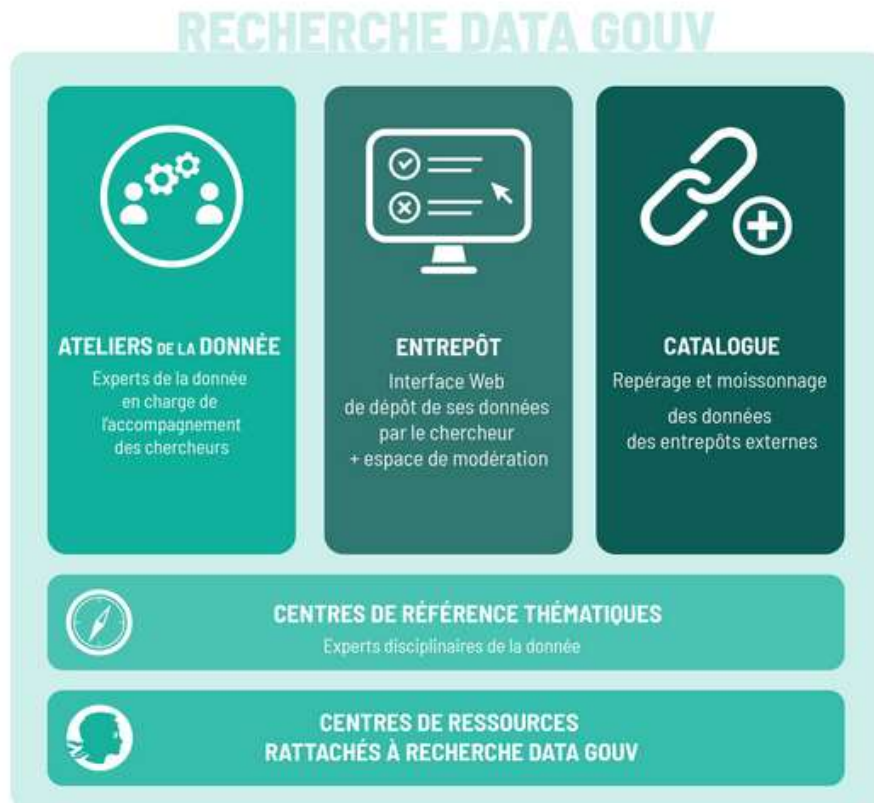 RECHERCHE DATA GOUV
ATELIERS DE LA DONNÉE
Experts de la donnée
en charge de
l'accompagnement
des chercheurs
ENTREPÔT
Interface Web
de dépôt de ses données
par le chercheur
+ espace de modération
CATALOGUE
Repérage et moissonnage
des données
des entrepôts externes
CENTRES DE RÉFÉRENCE THÉMATIQUES
Experts disciplinaires de la donnée
CENTRES DE RESSOURCES
RATTACHÉS À RECHERCHE DATA GOUV